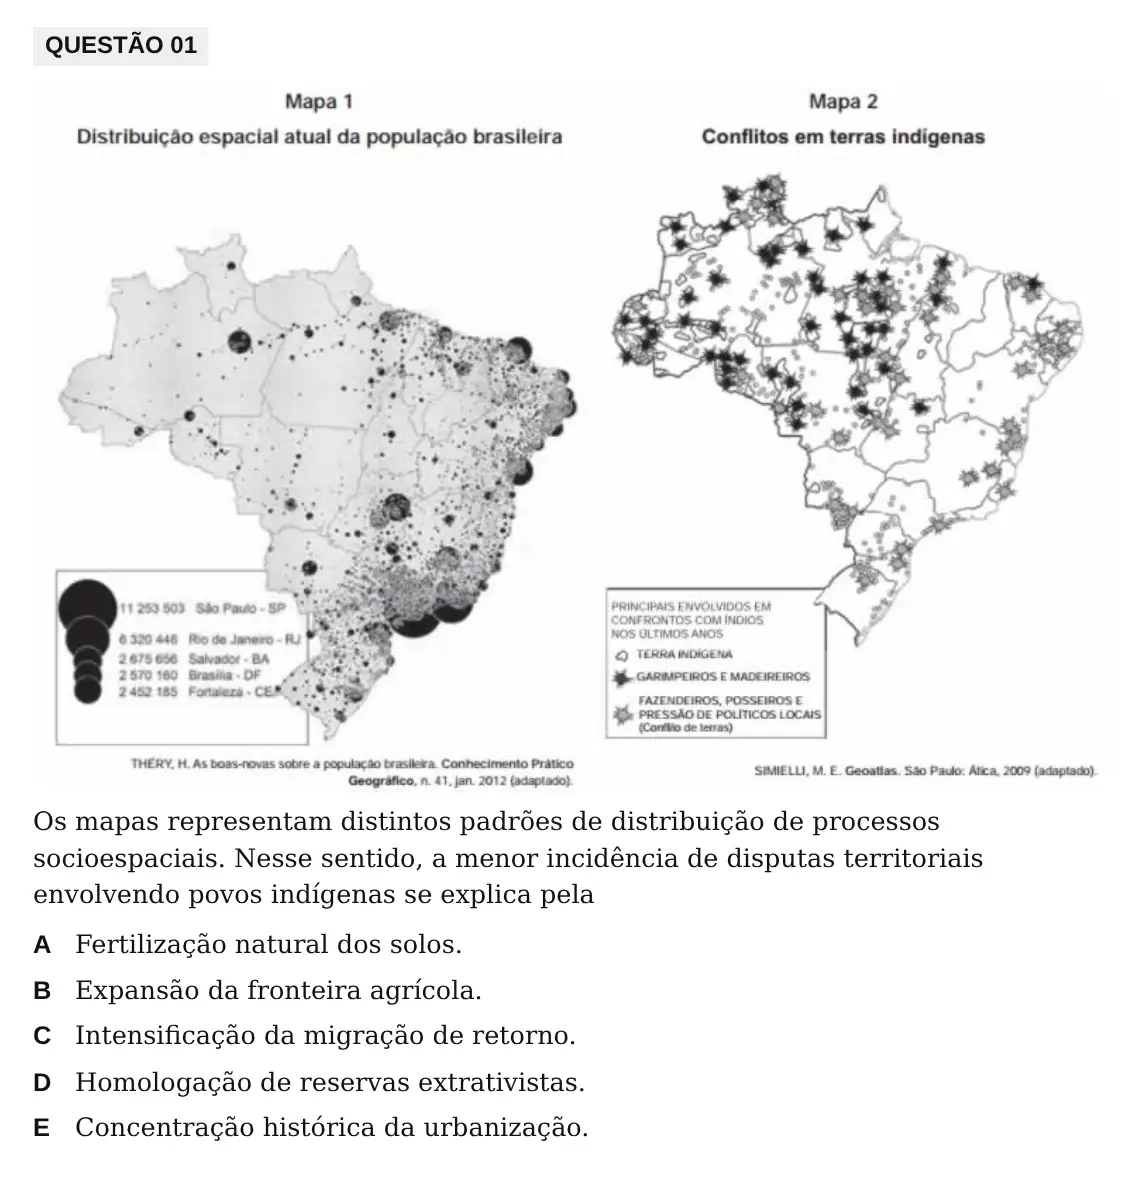 QUESTÃO 01
Mapa 1
Distribuição espacial atual da população brasileira
Mapa 2
Conflitos em terras indígenas
11 253 503 São Paulo - SP
6 320 446 Rio de Janeiro - RJ
2 675 656 Salvador - BA
2 570 160 Brasília - DF
2 452 185 Fortaleza - CE
THÉRY, H. As boas-novas sobre a população brasileira. Conhecimento Prático
Geográfico, n. 41, jan. 2012 (adaptado).
PRINCIPAIS ENVOLVIDOS EM
CONFRONTOS COM ÍNDIOS
NOS ÚLTIMOS ANOS
TERRA INDÍGENA
GARIMPEIROS E MADEIREIROS
FAZENDEIROS, POSSEIROS E
PRESSÃO DE POLÍTICOS LOCAIS
(Conflito de terras)
SIMIELLI, M. E. Geoatlas. São Paulo: Ática, 2009 (adaptado).
Os mapas representam distintos padrões de distribuição de processos
socioespaciais. Nesse sentido, a menor incidência de disputas territoriais
envolvendo povos indígenas se explica pela
A Fertilização natural dos solos.
B Expansão da fronteira agrícola.
C Intensificação da migração de retorno.
D Homologação de reservas extrativistas.
E Concentração histórica da urbanização.